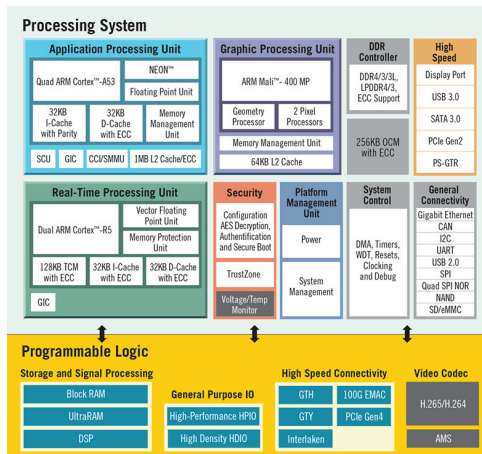 Processing System
Application Processing Unit
Quad ARM Cortex™-A53
NEON™
Floating Point Unit
32KB
I-Cache
with Parity
32KB
D-Cache
with ECC
Memory
Management
Unit
SCU
GIC
CCI/SMMU
1MB L2 Cache/ECC
Graphic Processing Unit
ARM Mali™- 400 MP
Geometry
Processor
2 Pixel
Processors
Memory Management Unit
64KB L2 Cache
DDR
Controller
DDR4/3/3L,
LPDDR4/3,
ECC Support
256KB OCM
with ECC
High
Speed
Display Port
USB 3.0
SATA 3.0
PCIe Gen2
PS-GTR
Real-Time Processing Unit
Dual ARM Cortex™-R5
Vector Floating
Point Unit
Memory Protection
Unit
128KB TCM
with ECC
32KB I-Cache
with ECC
32KB D-Cache
with ECC
GIC
Security
Configuration
AES Decryption,
Authentification
and Secure Boot
TrustZone
Voltage/Temp
Monitor
Platform
Management
Unit
Power
System
Management
System
Control
DMA, Timers,
WDT, Resets,
Clocking
and Debug
General
Connectivity
Gigabit Ethernet
CAN
I2C
UART
USB 2.0
SPI
Quad SPI NOR
NAND
SD/eMMC
Programmable Logic
Storage and Signal Processing
Block RAM
UltraRAM
DSP
General Purpose IO
High-Performance HPIO
High Density HDIO
High Speed Connectivity
GTH
100G EMAC
GTY
PCIe Gen4
Interlaken
Video Codec
H.265/H.264
AMS